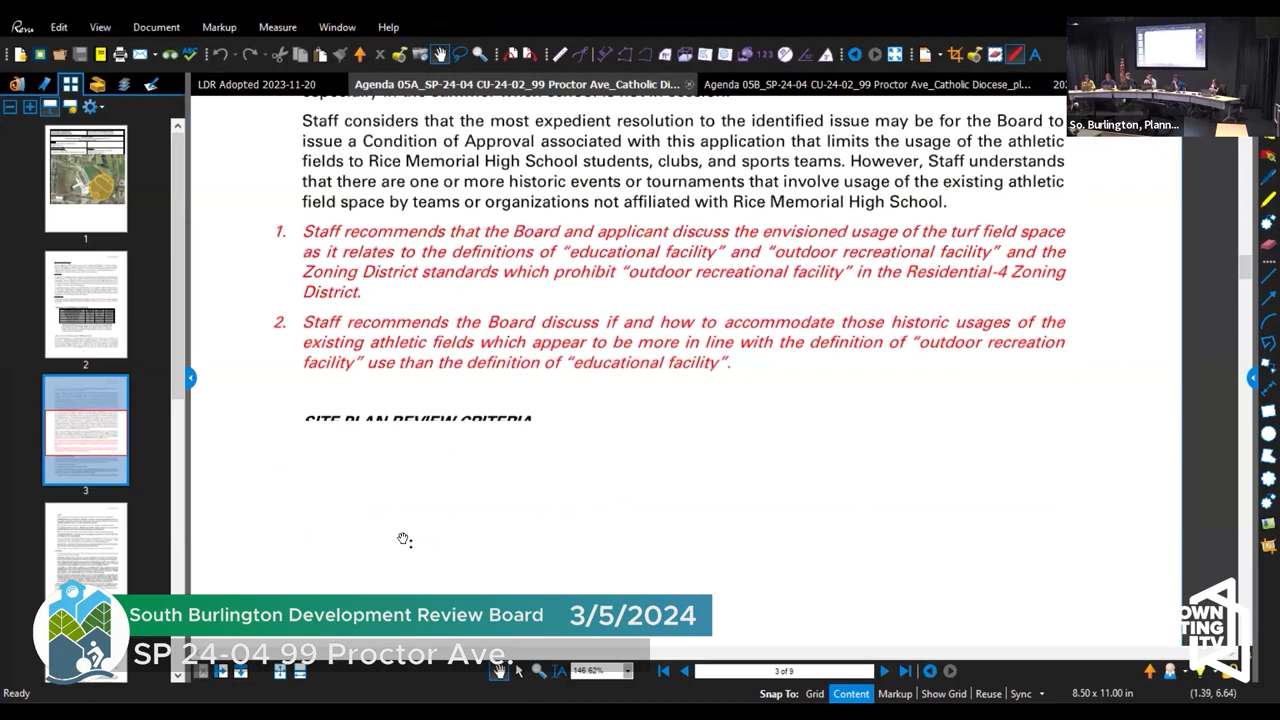 Revu
Edit
View
Document
Markup
Measure
Window
Help
LDR Adopted 2023-11-20
Agenda 05A_SP-24-04 CU-24-02_99 Proctor Ave_Catholic Di...
Agenda 05B_SP-24-04 CU-24-02_99 Proctor Ave_Catholic Diocese_pl...
So. Burlington, Plann...
Staff considers that the most expedient resolution to the identified issue may be for the Board to
issue a Condition of Approval associated with this application that limits the usage of the athletic
fields to Rice Memorial High School students, clubs, and sports teams. However, Staff understands
that there are one or more historic events or tournaments that involve usage of the existing athletic
field space by teams or organizations not affiliated with Rice Memorial High School.
1. Staff recommends that the Board and applicant discuss the envisioned usage of the turf field space
as it relates to the definitions of “educational facility” and “outdoor recreational facility” and the
Zoning District standards which prohibit “outdoor recreational facility” in the Residential-4 Zoning
District.
2. Staff recommends the Board discuss if and how to accommodate those historic usages of the
existing athletic fields which appear to be more in line with the definition of “outdoor recreation
facility” use than the definition of “educational facility”.
SITE PLAN REVIEW CRITERIA
1
2
3
South Burlington Development Review Board
3/5/2024
SP 24-04 99 Proctor Ave.
146.62%
3 of 9
Ready
Snap To:
Grid
Content
Markup
Show Grid
Reuse
Sync
8.50 x 11.00 in
(1.39, 6.64)